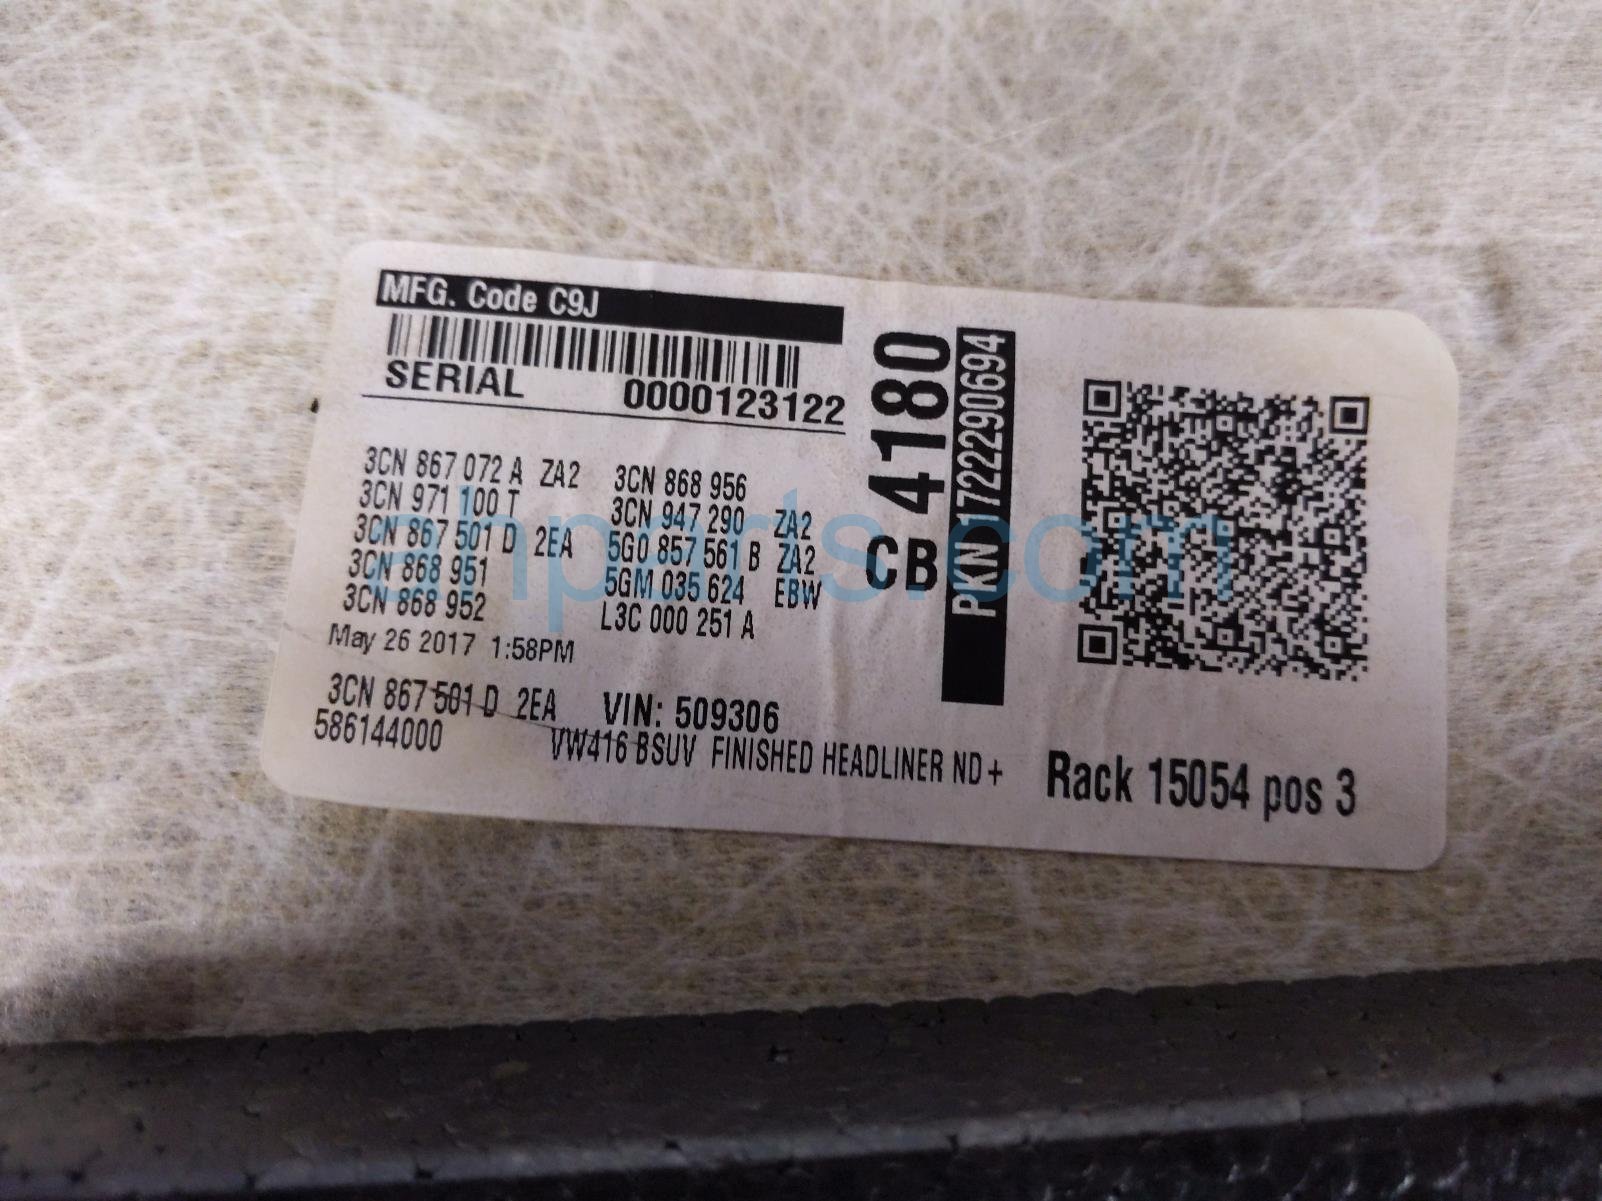 MFG. Code C9J
SERIAL 0000123122
3CN 867 072 A ZA2 3CN 868 956
3CN 971 100 T 3CN 947 290 ZA2
3CN 867 501 D 2EA 5G0 857 561 B ZA2
3CN 868 951 5GM 035 624 EBW
3CN 868 952 L3C 000 251 A
May 26 2017 1:58PM
3CN 867 501 D 2EA VIN: 509306
586144000 VW416 BSUV FINISHED HEADLINER ND+
CB 4180
PKN 1722290694
Rack 15054 pos 3
ahparts.com